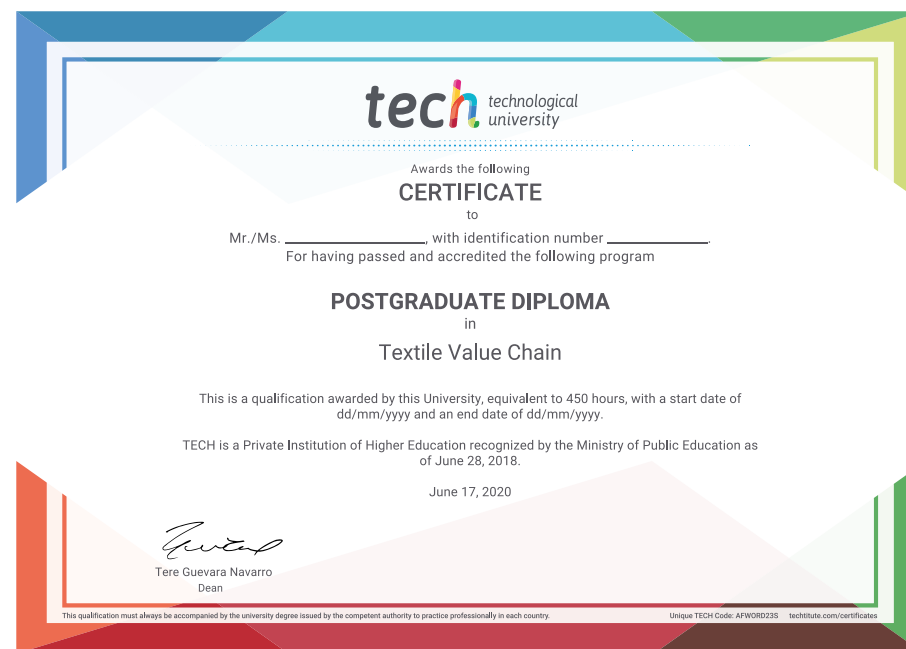 tech technological
university
Awards the following
CERTIFICATE
to
Mr./Ms. ____________________, with identification number ______________.
For having passed and accredited the following program
POSTGRADUATE DIPLOMA
in
Textile Value Chain
This is a qualification awarded by this University, equivalent to 450 hours, with a start date of
dd/mm/yyyy and an end date of dd/mm/yyyy.
TECH is a Private Institution of Higher Education recognized by the Ministry of Public Education as
of June 28, 2018.
June 17, 2020
Tere Guevara Navarro
Dean
This qualification must always be accompanied by the university degree issued by the competent authority to practice professionally in each country. Unique TECH Code: AFWORD23S techtitute.com/certificates